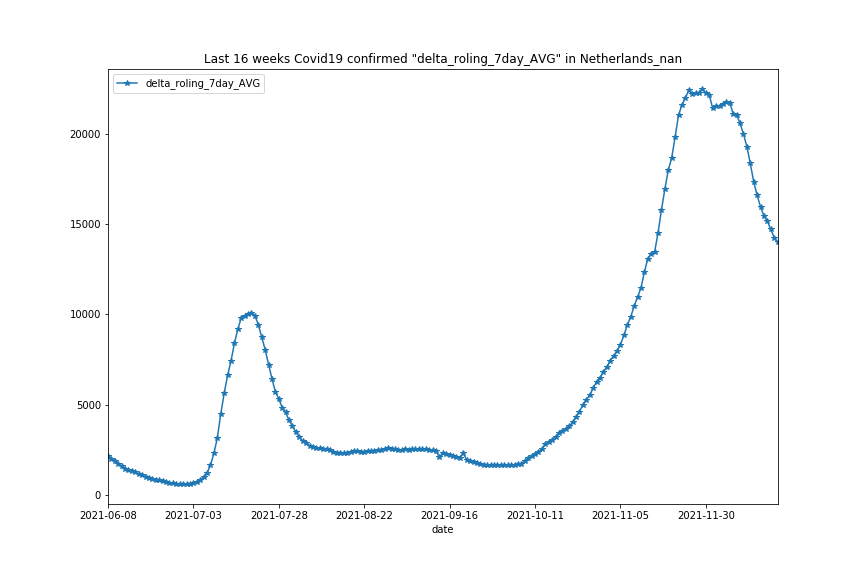 Last 16 weeks Covid19 confirmed "delta_roling_7day_AVG" in Netherlands_nan
delta_roling_7day_AVG
20000
15000
10000
5000
0
2021-06-08 2021-07-03 2021-07-28 2021-08-22 2021-09-16 2021-10-11 2021-11-05 2021-11-30
date